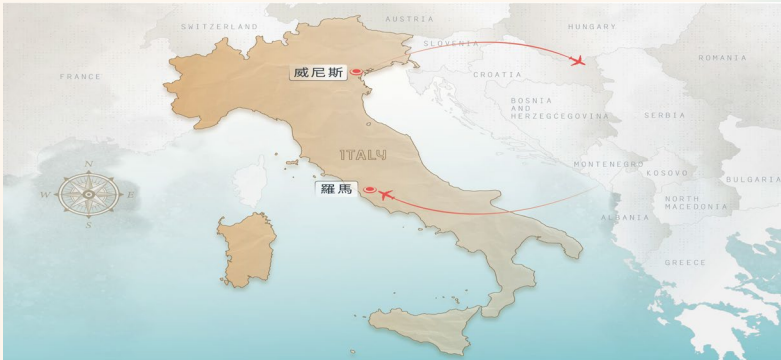 AUSTRIA
SWITZERLAND
HUNGARY
SLOVENIA
ROMANIA
威尼斯
FRANCE
CROATIA
BOSNIA
AND
HERZEGCEGOVINA
SERBIA
ITALY
N
W
E
S
MONTENEGRO
KOSOVO
BULGARIA
羅馬
NORTH
MACEDONIA
ALBANIA
GREECE